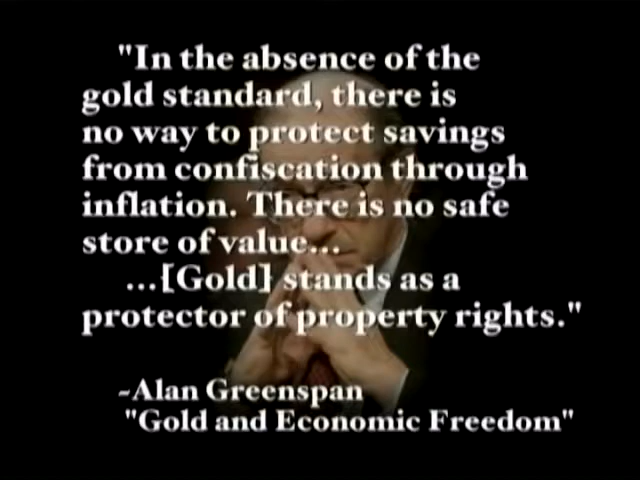 "In the absence of the
gold standard, there is
no way to protect savings
from confiscation through
inflation. There is no safe
store of value...
...[Gold] stands as a
protector of property rights."
~Alan Greenspan
"Gold and Economic Freedom"